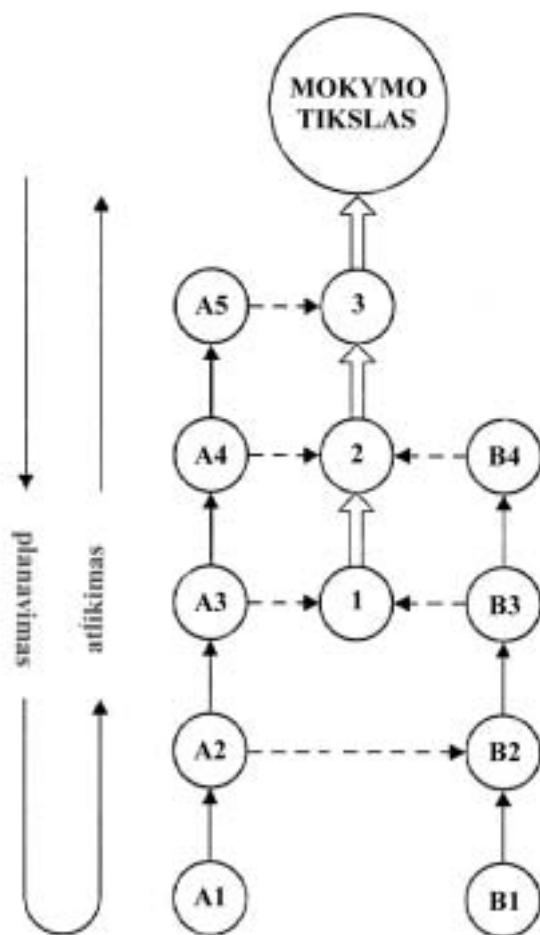 MOKYMO
TIKSLAS
A5
3
A4
2
B4
planavimas
atlikimas
A3
1
B3
A2
B2
A1
B1